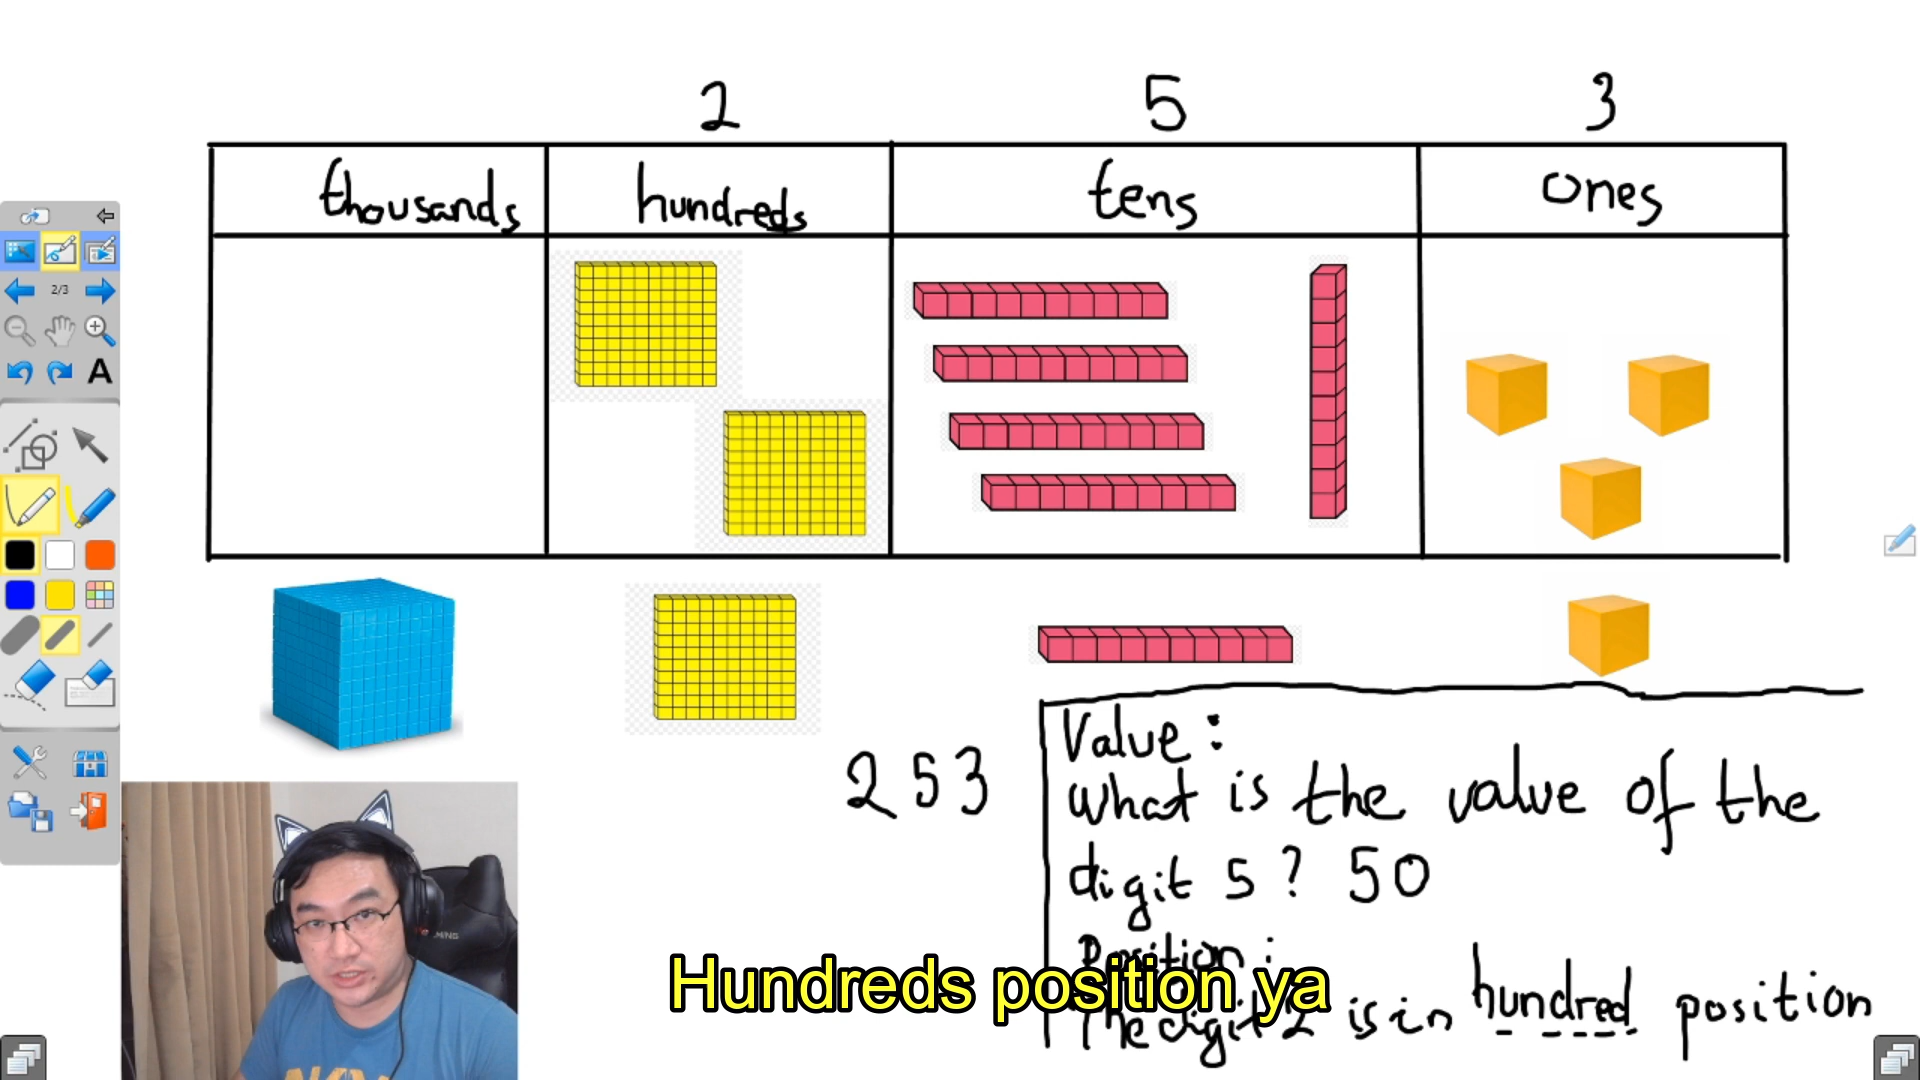 2 5 3
thousands hundreds tens ones
2/3
A
253
Value :
What is the value of the
digit 5 ? 50
Position :
The digit 2 is in hundred position
Hundreds position ya